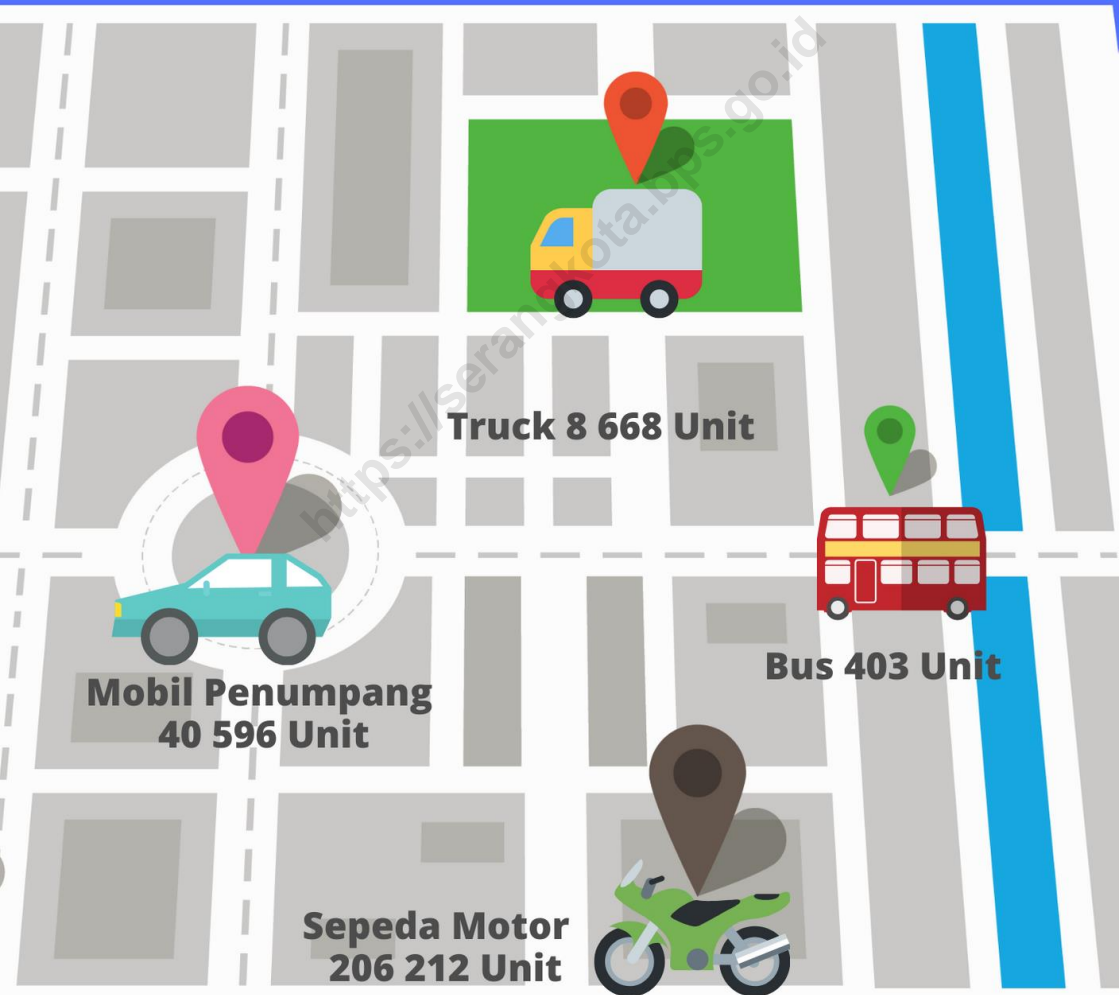 https://serangkota.bps.go.id
Truck 8 668 Unit
Bus 403 Unit
Mobil Penumpang
40 596 Unit
Sepeda Motor
206 212 Unit